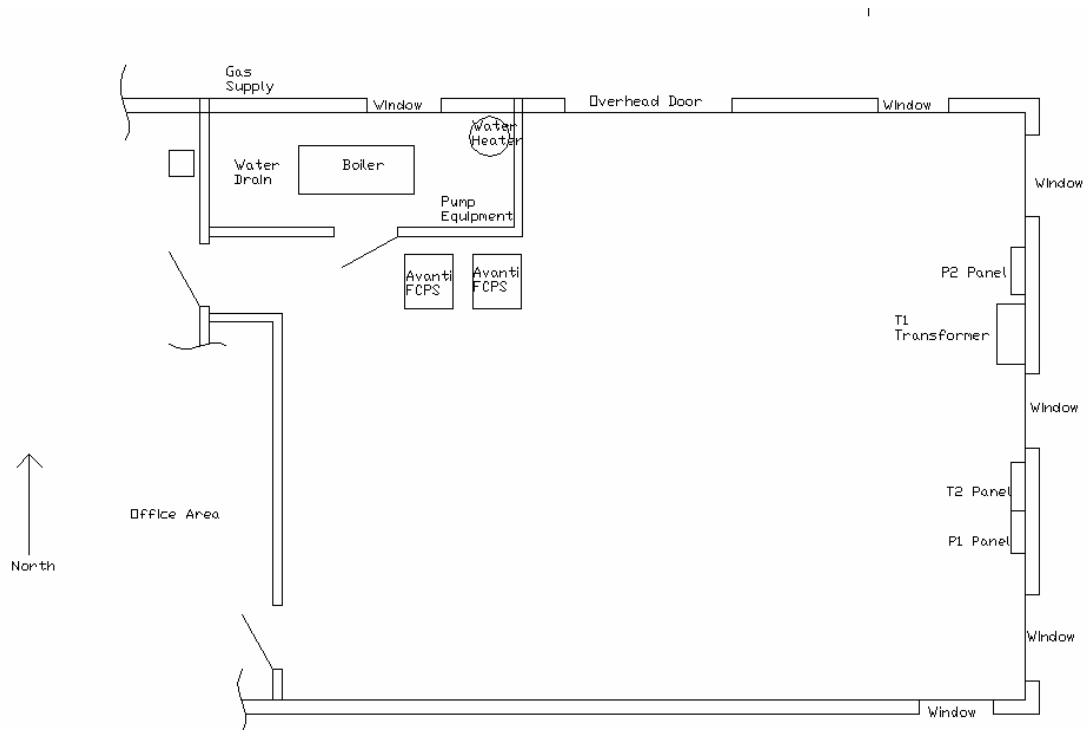 Gas
Supply
Window
Overhead Door
Window
Water
Heater
Water
Drain
Boiler
Window
Pump
Equipment
Avanti
FCPS
Avanti
FCPS
P2 Panel
T1
Transformer
Window
T2 Panel
Office Area
P1 Panel
North
Window
Window